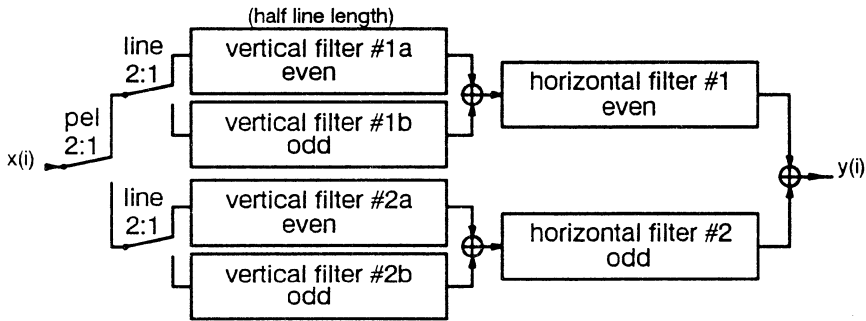 (half line length)
line
2:1
vertical filter #1a
even
horizontal filter #1
even
pel
2:1
vertical filter #1b
odd
x(i)
y(i)
line
2:1
vertical filter #2a
even
horizontal filter #2
odd
vertical filter #2b
odd